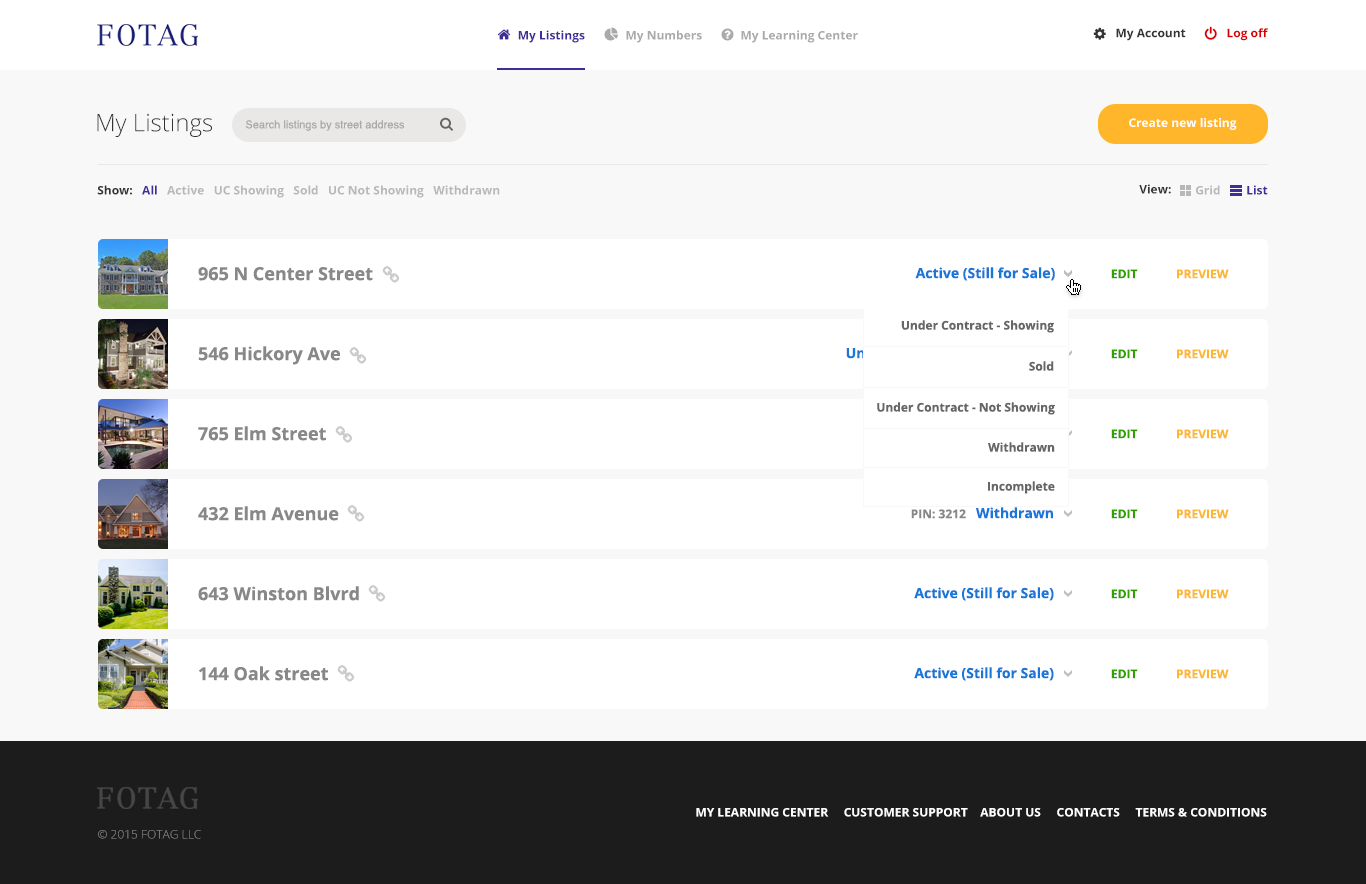 FOTAG
My Listings
My Numbers
My Learning Center
My Account
Log off
My Listings
Search listings by street address
Create new listing
Show: All Active UC Showing Sold UC Not Showing Withdrawn
View: Grid List
965 N Center Street
Active (Still for Sale)
EDIT
PREVIEW
Under Contract - Showing
Sold
Under Contract - Not Showing
Withdrawn
Incomplete
546 Hickory Ave
Un
EDIT
PREVIEW
765 Elm Street
EDIT
PREVIEW
432 Elm Avenue
PIN: 3212
Withdrawn
EDIT
PREVIEW
643 Winston Blvrd
Active (Still for Sale)
EDIT
PREVIEW
144 Oak street
Active (Still for Sale)
EDIT
PREVIEW
FOTAG
© 2015 FOTAG LLC
MY LEARNING CENTER
CUSTOMER SUPPORT
ABOUT US
CONTACTS
TERMS & CONDITIONS